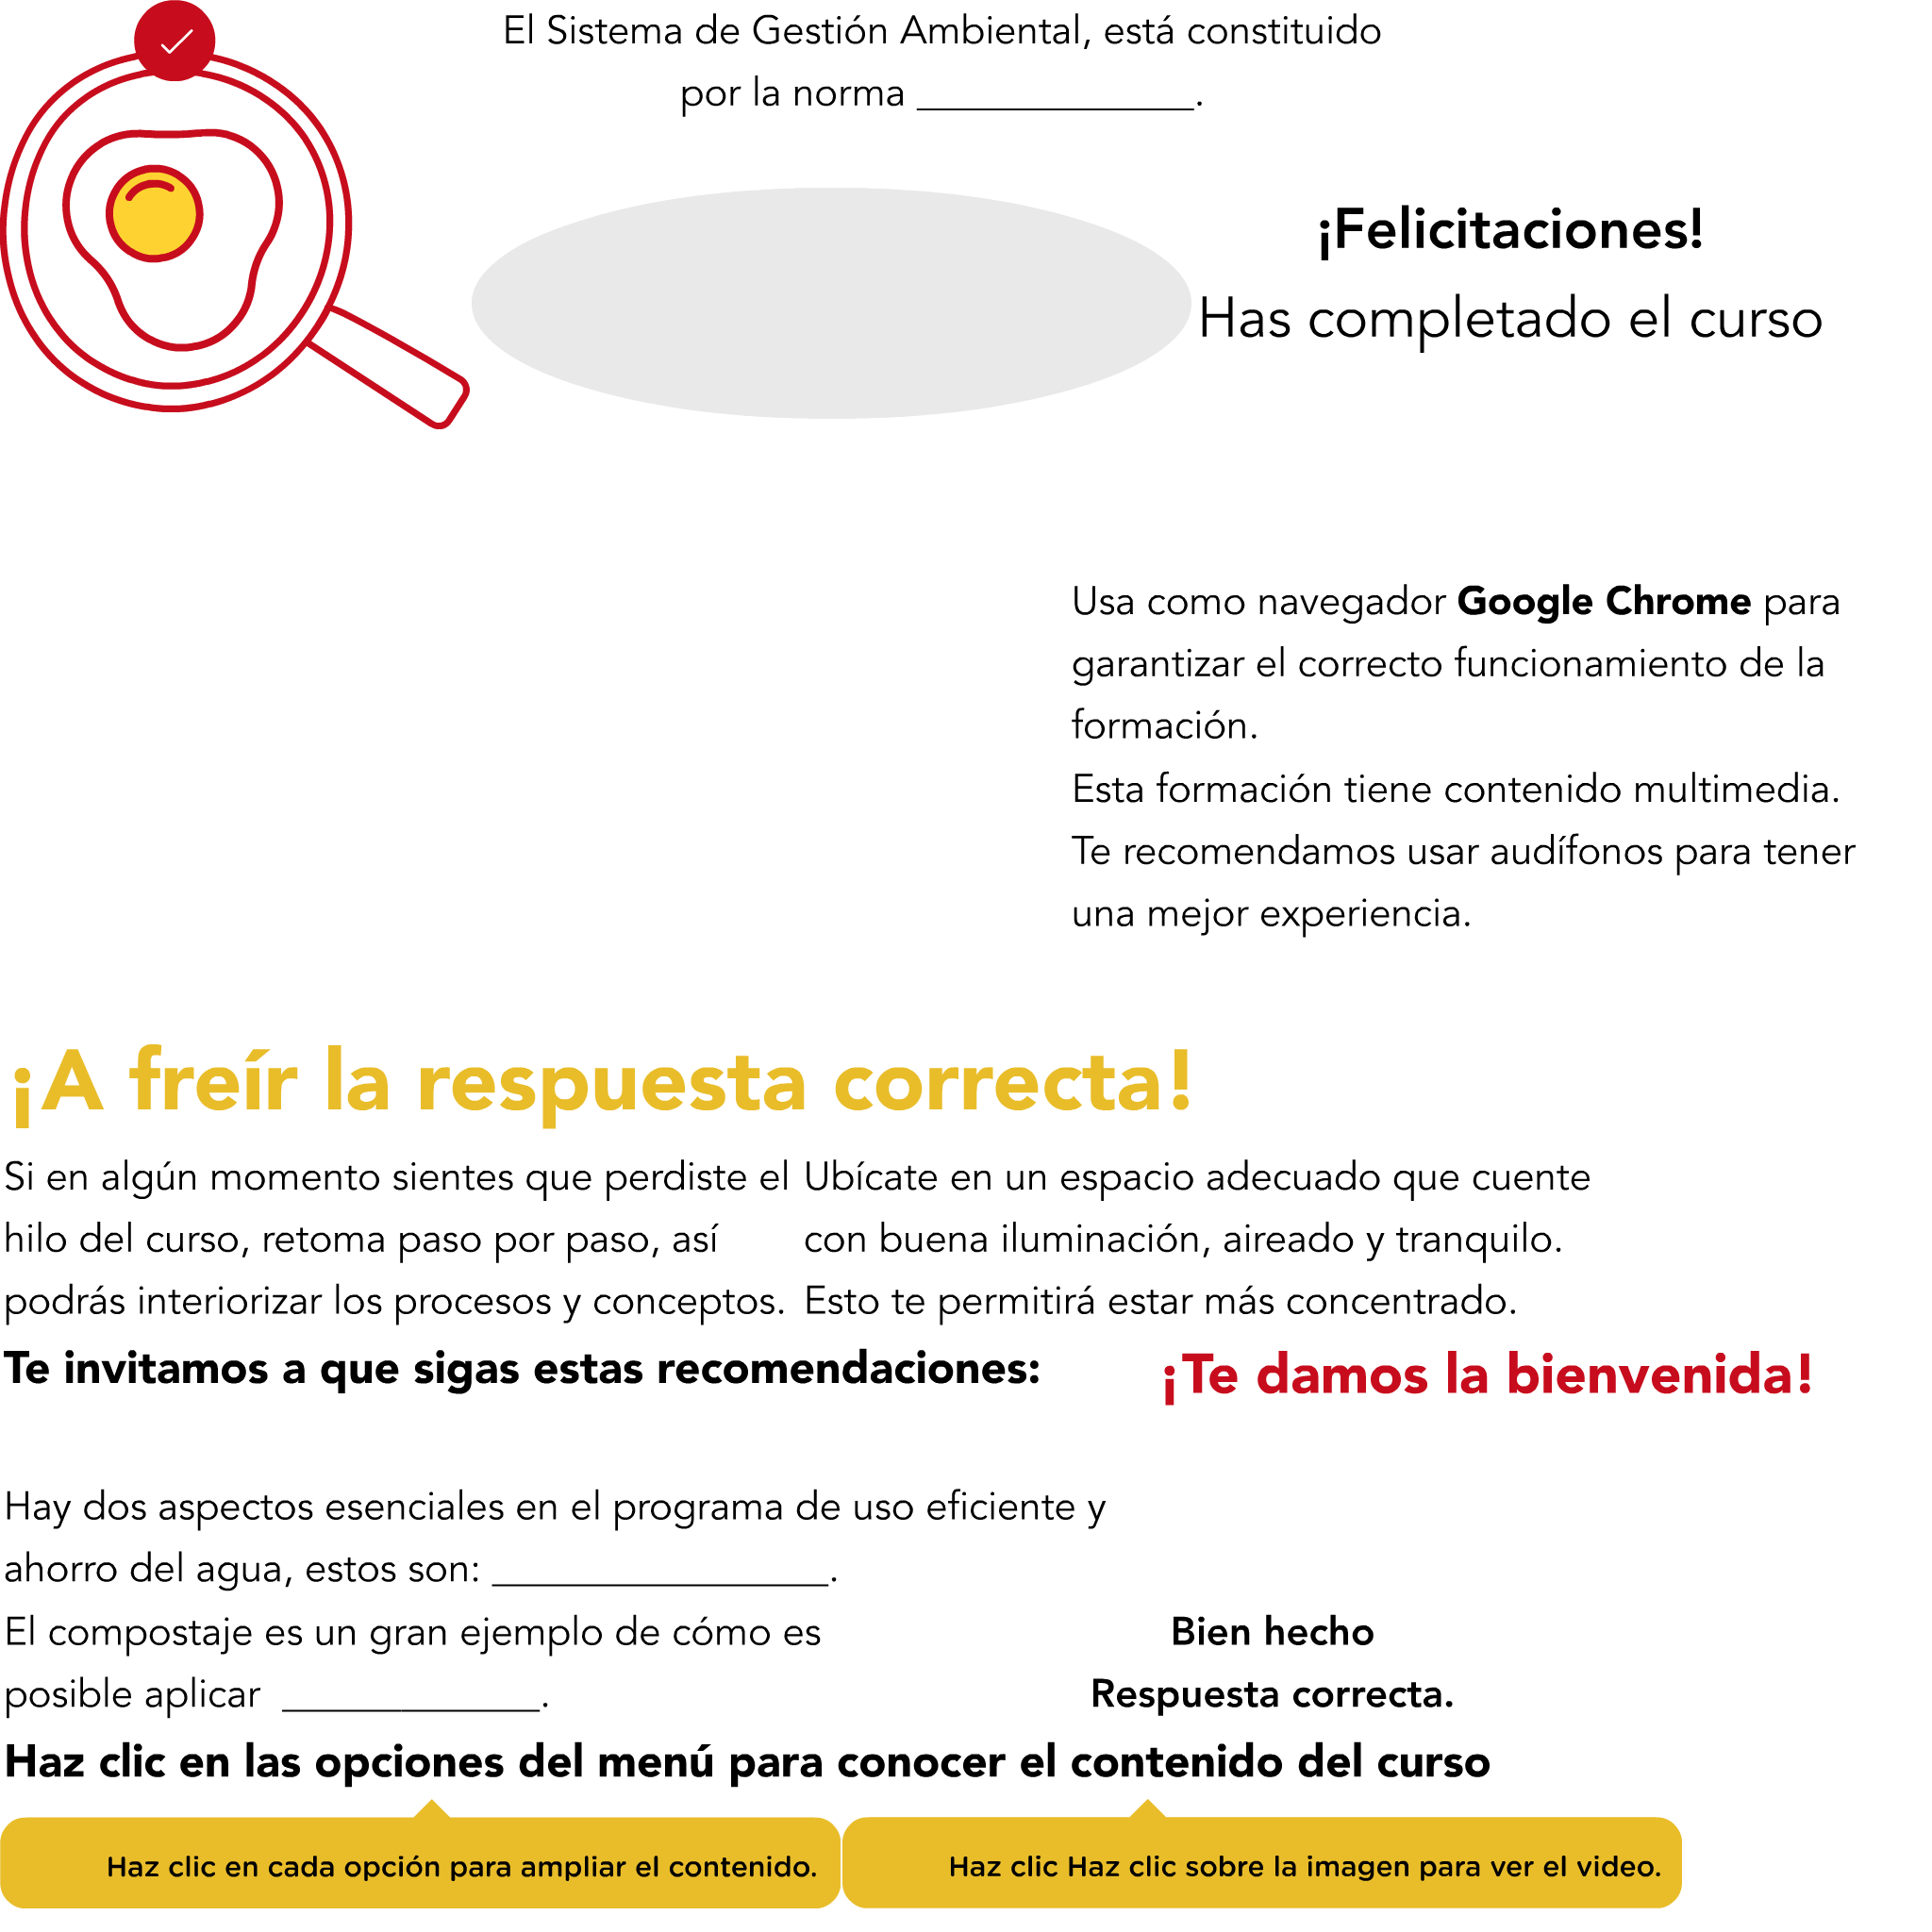 El Sistema de Gestión Ambiental, está constituido
por la norma ______________.
¡Felicitaciones!
Has completado el curso
Usa como navegador Google Chrome para
garantizar el correcto funcionamiento de la
formación.
Esta formación tiene contenido multimedia.
Te recomendamos usar audífonos para tener
una mejor experiencia.
¡A freír la respuesta correcta!
Si en algún momento sientes que perdiste el
hilo del curso, retoma paso por paso, así
podrás interiorizar los procesos y conceptos.
Ubícate en un espacio adecuado que cuente
con buena iluminación, aireado y tranquilo.
Esto te permitirá estar más concentrado.
Te invitamos a que sigas estas recomendaciones:
¡Te damos la bienvenida!
Hay dos aspectos esenciales en el programa de uso eficiente y
ahorro del agua, estos son: _________________.
El compostaje es un gran ejemplo de cómo es
posible aplicar _____________.
Bien hecho
Respuesta correcta.
Haz clic en las opciones del menú para conocer el contenido del curso
Haz clic en cada opción para ampliar el contenido.
Haz clic Haz clic sobre la imagen para ver el video.